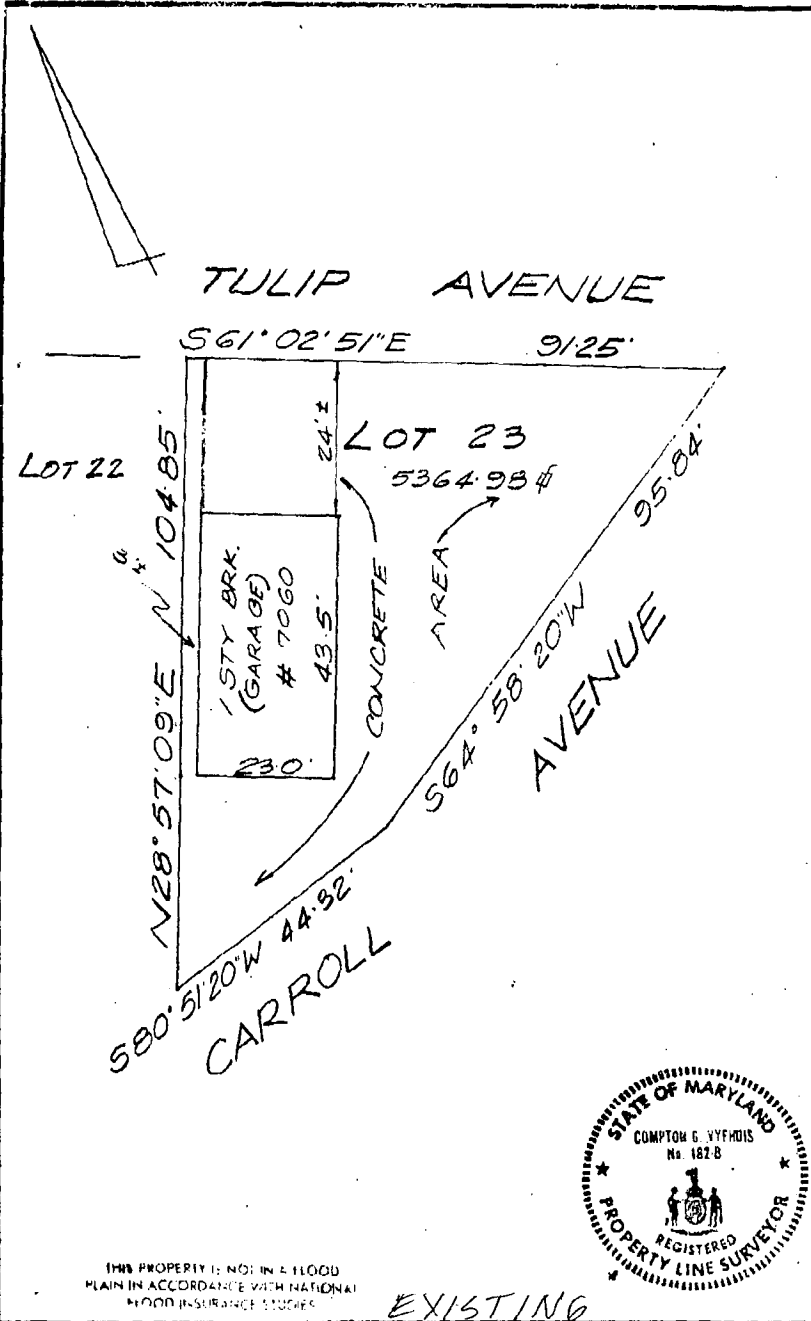 TULIP AVENUE
S61° 02' 51"E 91.25'
LOT 22
N28° 57' 09"E N 104.85'
24'±
LOT 23
5364.98
AREA
95.84'
1 STY BRK.
(GARAGE)
# 7060
43.5'
23.0'
CONCRETE
S64° 58' 20"W
AVENUE
S80° 51' 20"W 44.32'
CARROLL
STATE OF MARYLAND
COMPTON G.
No. 182-B
REGISTERED
PROPERTY LINE SURVEYOR
THIS PROPERTY IS NOT IN A FLOOD
PLAIN IN ACCORDANCE WITH NATIONAL
FLOOD INSURANCE STUDIES
EXISTING